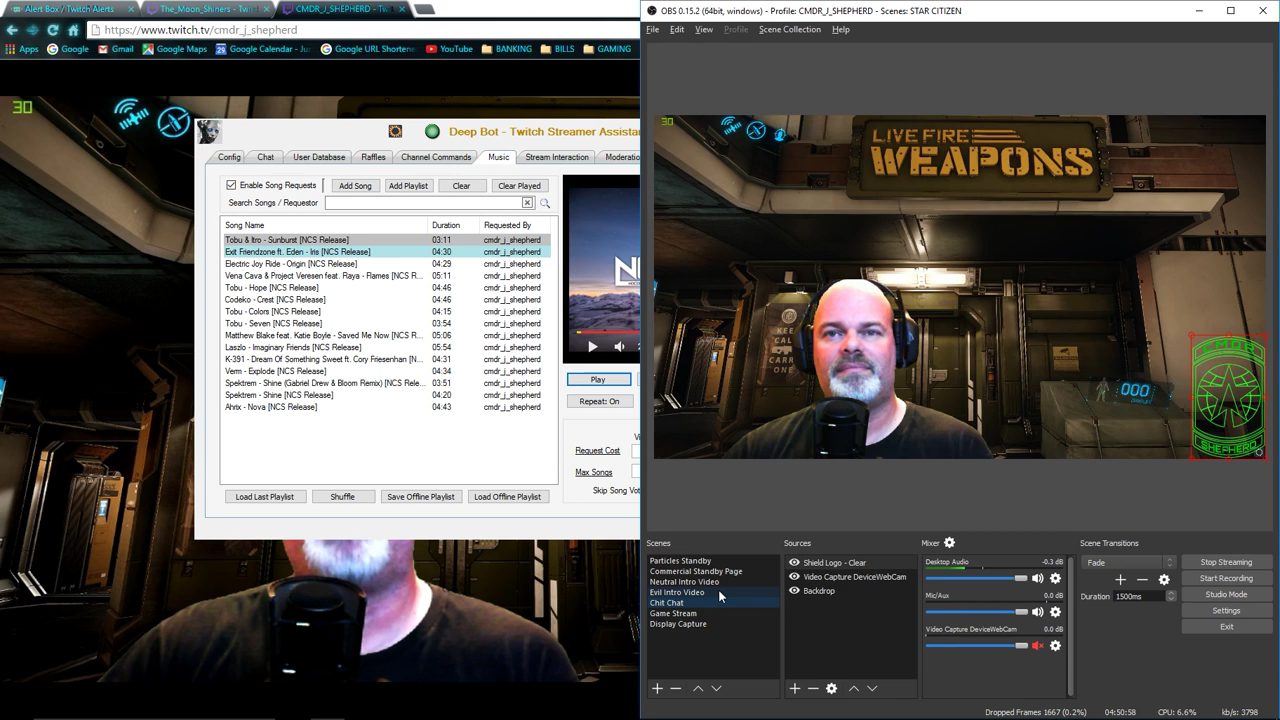 Alert Box / Twitch Alerts
The_Moon_Shiners - Twitch
CMDR_J_SHEPHERD - Twitch
https://www.twitch.tv/cmdr_j_shepherd
Apps
Google
Gmail
Google Maps
Google Calendar - Ju
Google URL Shortene
YouTube
BANKING
BILLS
GAMING
30
Deep Bot - Twitch Streamer Assista
Config
Chat
User Database
Raffles
Channel Commands
Music
Stream Interaction
Moderatio
Enable Song Requests
Add Song
Add Playlist
Clear
Clear Played
Search Songs / Requestor
Song Name Duration Requested By
Tobu & Itro - Sunburst [NCS Release] 03:11 cmdr_j_shepherd
Exit Friendzone ft. Eden - Iris [NCS Release] 04:30 cmdr_j_shepherd
Electric Joy Ride - Origin [NCS Release] 04:29 cmdr_j_shepherd
Vena Cava & Project Veresen feat. Raya - Flames [NCS R... 05:11 cmdr_j_shepherd
Tobu - Hope [NCS Release] 04:46 cmdr_j_shepherd
Codeko - Crest [NCS Release] 04:46 cmdr_j_shepherd
Tobu - Colors [NCS Release] 04:15 cmdr_j_shepherd
Tobu - Seven [NCS Release] 03:54 cmdr_j_shepherd
Matthew Blake feat. Katie Boyle - Saved Me Now [NCS R... 05:06 cmdr_j_shepherd
Laszlo - Imaginary Friends [NCS Release] 05:54 cmdr_j_shepherd
K-391 - Dream Of Something Sweet ft. Cory Friesenhan [N... 04:31 cmdr_j_shepherd
Verm - Explode [NCS Release] 04:34 cmdr_j_shepherd
Spektrem - Shine (Gabriel Drew & Bloom Remix) [NCS Rele... 03:51 cmdr_j_shepherd
Spektrem - Shine [NCS Release] 04:20 cmdr_j_shepherd
Ahrix - Nova [NCS Release] 04:43 cmdr_j_shepherd
Play
Repeat: On
Request Cost
Max Songs
Skip Song Vot
Load Last Playlist
Shuffle
Save Offline Playlist
Load Offline Playlist
OBS 0.15.2 (64bit, windows) - Profile: CMDR_J_SHEPHERD - Scenes: STAR CITIZEN
File
Edit
View
Profile
Scene Collection
Help
30
LIVE FIRE
WEAPONS
KEEP
CARRY
ONE
000
CMDR
SHEPHERD
Scenes
Particles Standby
Commercial Standby Page
Neutral Intro Video
Evil Intro Video
Chit Chat
Game Stream
Display Capture
Sources
Shield Logo - Clear
Video Capture DeviceWebCam
Backdrop
Mixer
Desktop Audio -0.3 dB
Mic/Aux 0.0 dB
Video Capture DeviceWebCam 0.0 dB
Scene Transitions
Fade
Duration 1500ms
Stop Streaming
Start Recording
Studio Mode
Settings
Exit
Dropped Frames 1667 (0.2%) 04:50:58 CPU: 6.6% kb/s: 3798